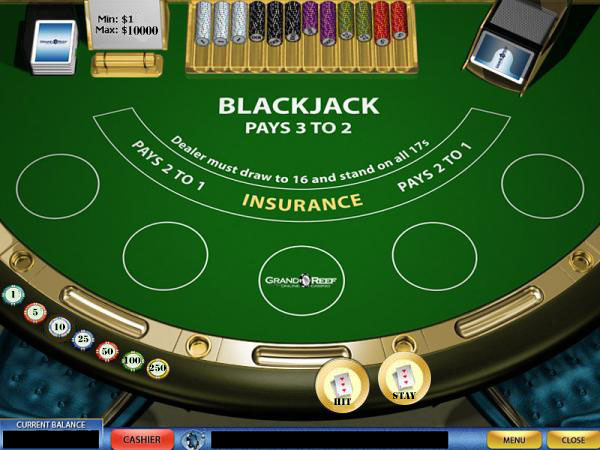 Min: $1
Max: $10000
BLACKJACK
PAYS 3 TO 2
Dealer must draw to 16 and stand on all 17s
PAYS 2 TO 1
INSURANCE
PAYS 2 TO 1
GRAND REEF
ONLINE CASINO
1
5
10
25
50
100
250
HIT
STAY
CURRENT BALANCE
CASHIER
MENU
CLOSE